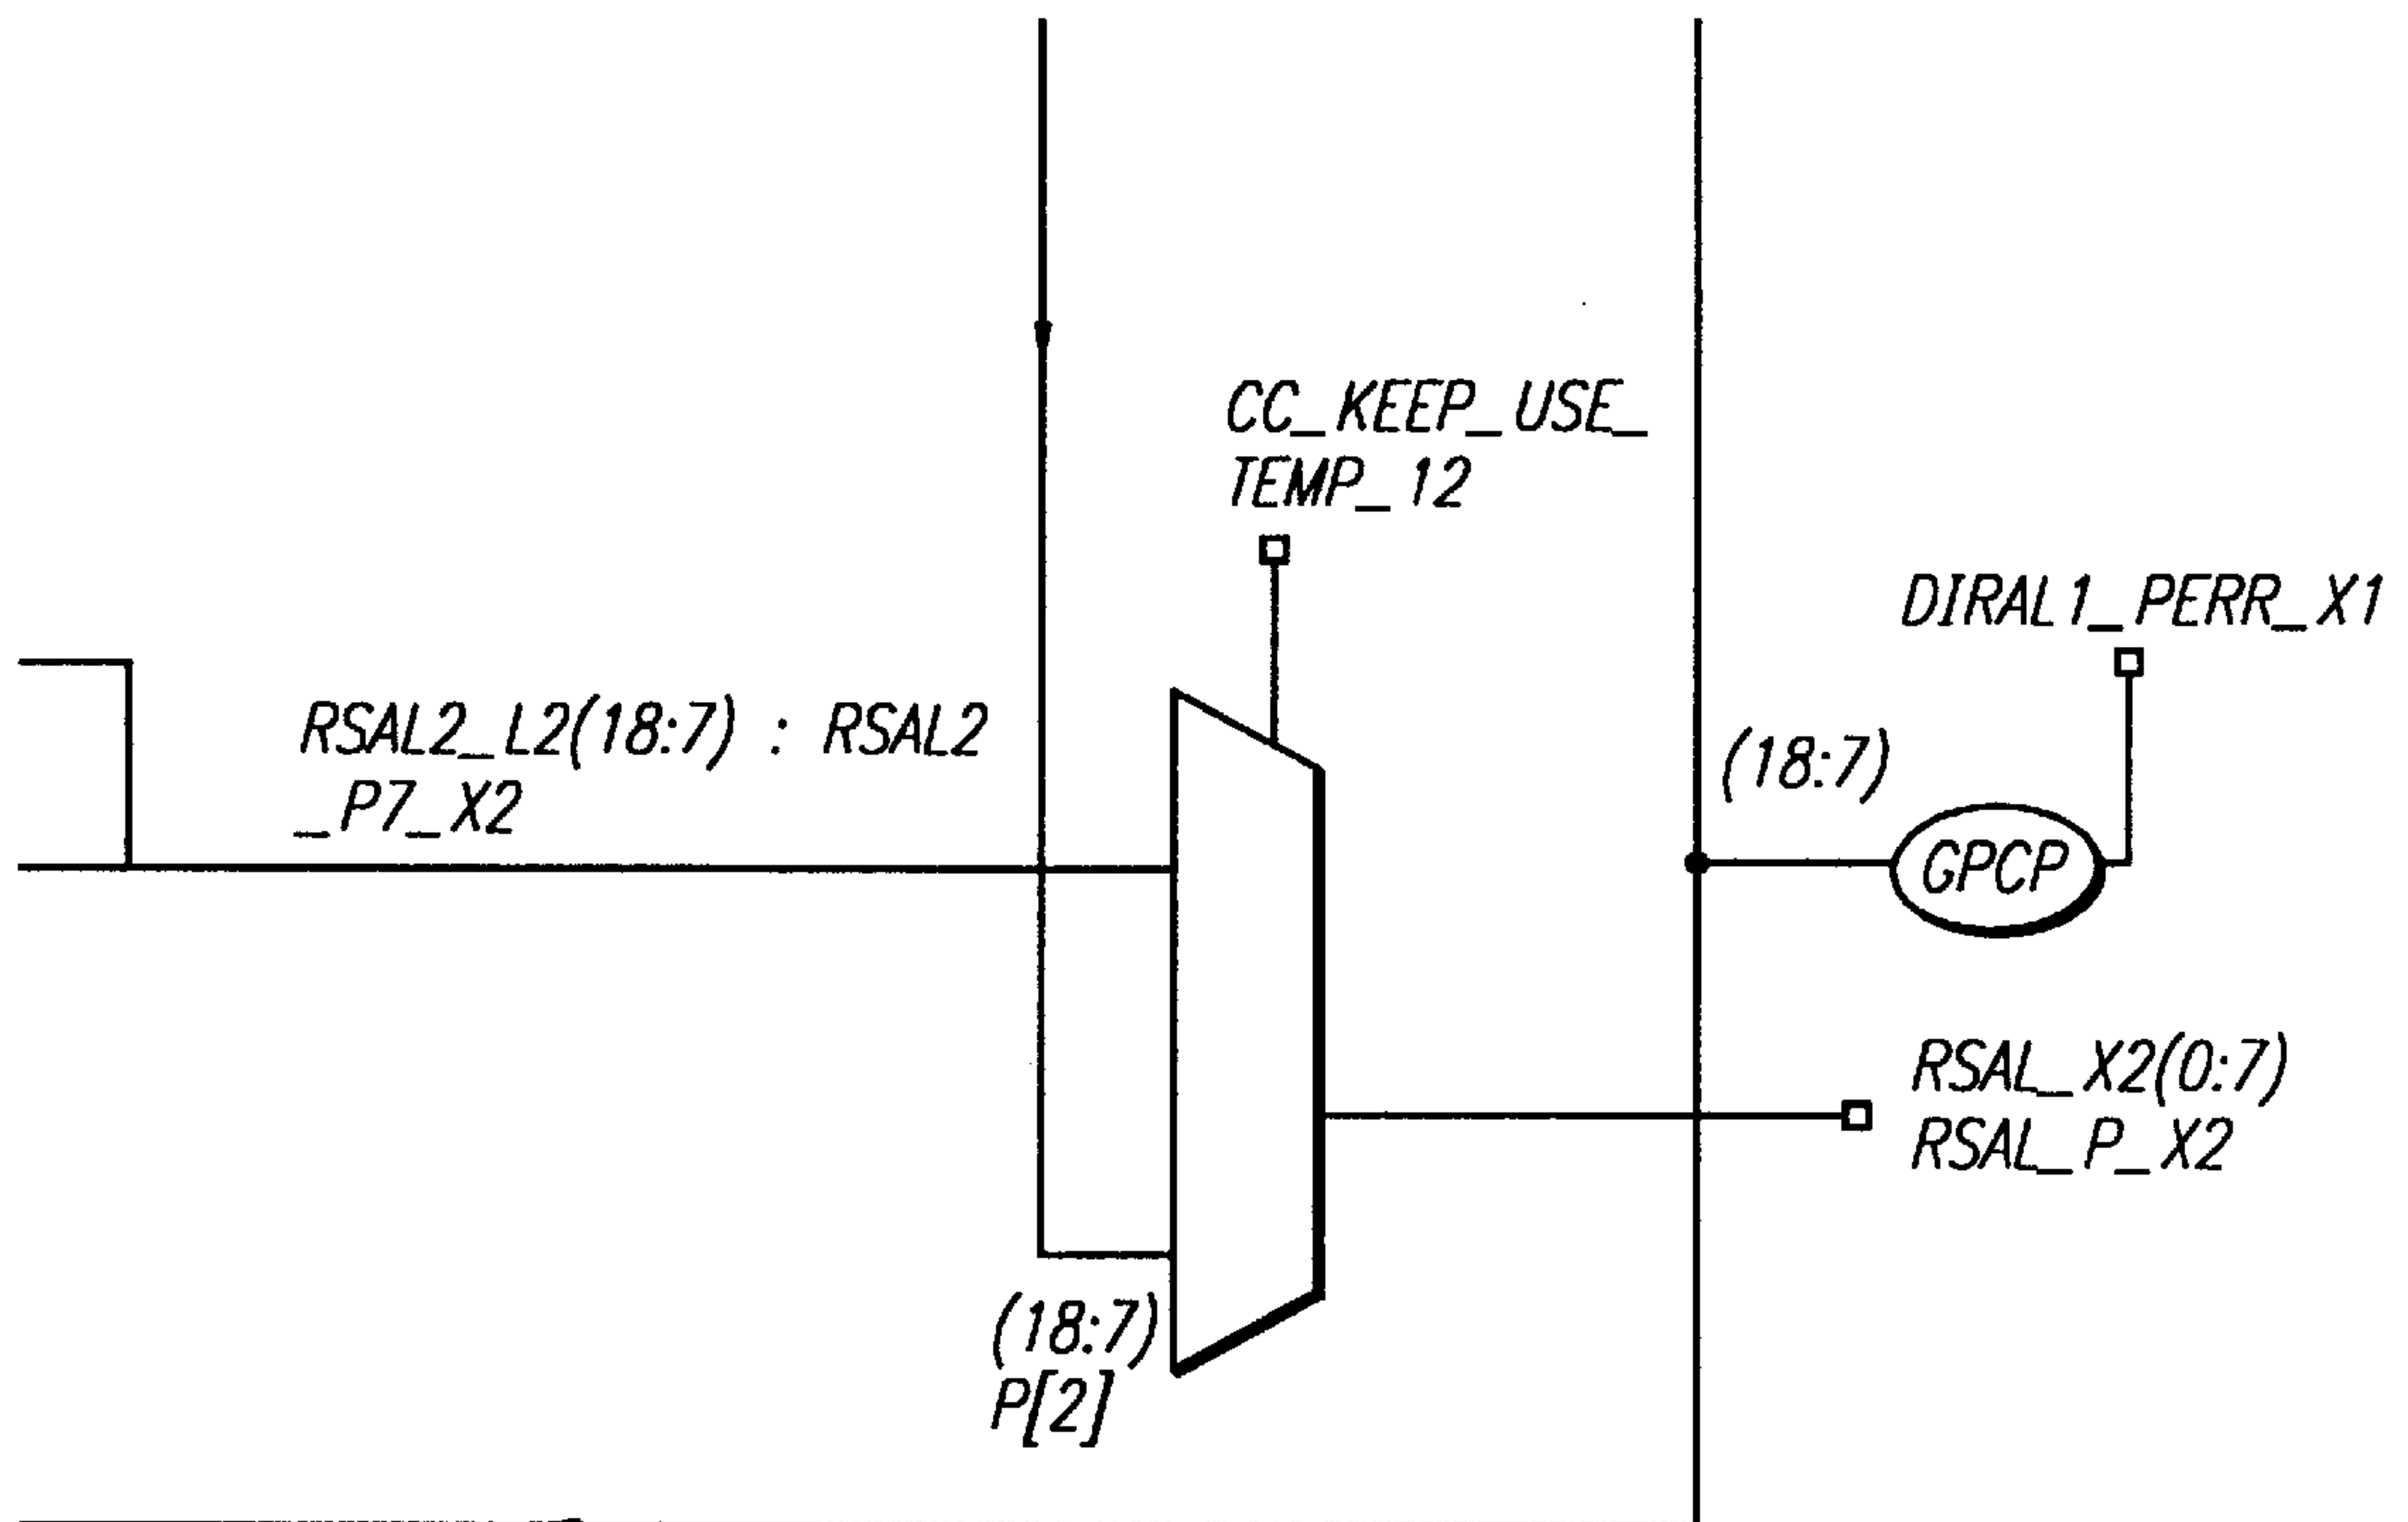 CC_KEEP_USE_
TEMP_12
DIRAL1_PERR_X1
RSAL2_L2(18:7) : RSAL2
_P7_X2
(18:7)
GPCP
RSAL_X2(0:7)
RSAL_P_X2
(18:7)
P[2]